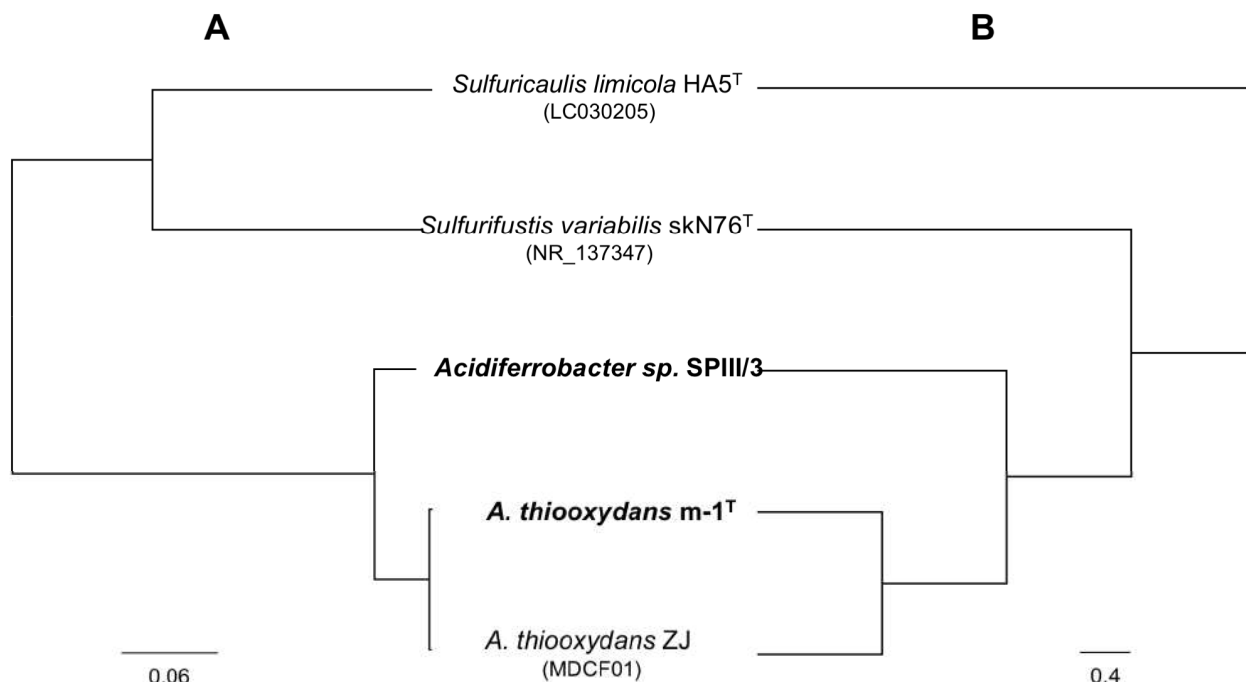 A B
Sulfuricaulis limicola HA5ᵀ
(LC030205)
Sulfurifustis variabilis skN76ᵀ
(NR_137347)
Acidiferrobacter sp. SPIII/3
A. thiooxydans m-1ᵀ
A. thiooxydans ZJ
(MDCF01)
0.06 0.4